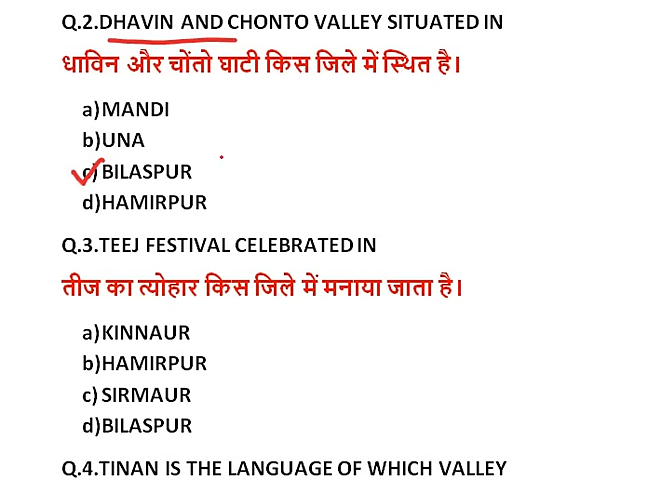 Q.2.DHAVIN AND CHONTO VALLEY SITUATED IN
धाविन और चोंतो घाटी किस जिले में स्थित है।
a)MANDI
b)UNA
c)BILASPUR
d)HAMIRPUR
Q.3.TEEJ FESTIVAL CELEBRATED IN
तीज का त्योहार किस जिले में मनाया जाता है।
a)KINNAUR
b)HAMIRPUR
c)SIRMAUR
d)BILASPUR
Q.4.TINAN IS THE LANGUAGE OF WHICH VALLEY